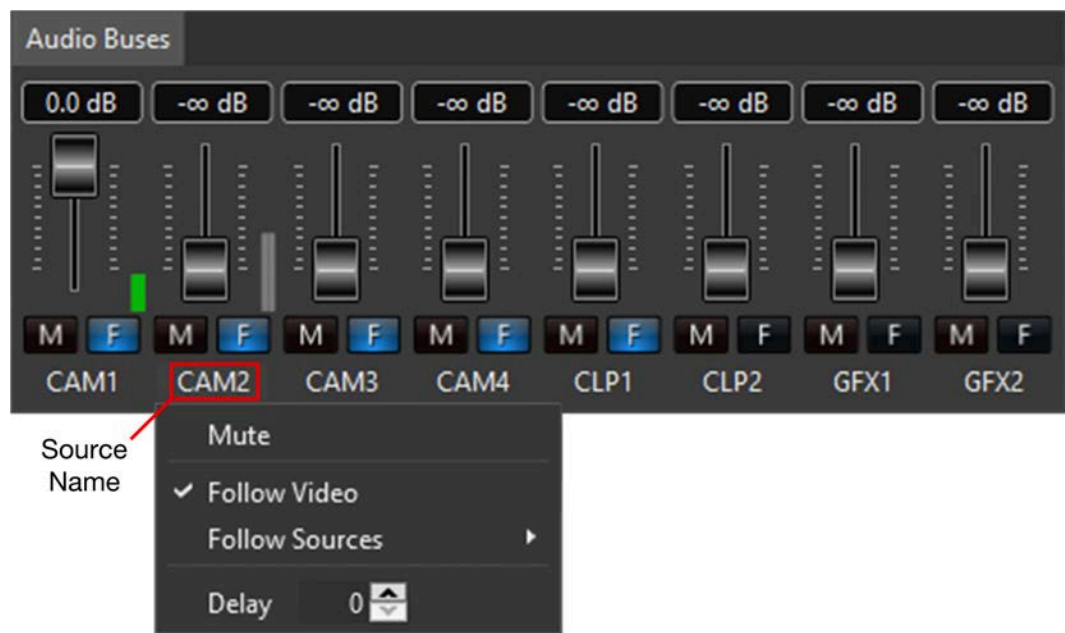 Audio Buses
0.0 dB -∞ dB -∞ dB -∞ dB -∞ dB -∞ dB -∞ dB -∞ dB
M F M F M F M F M F M F M F M F
CAM1 CAM2 CAM3 CAM4 CLP1 CLP2 GFX1 GFX2
Source
Name
Mute
Follow Video
Follow Sources
Delay 0